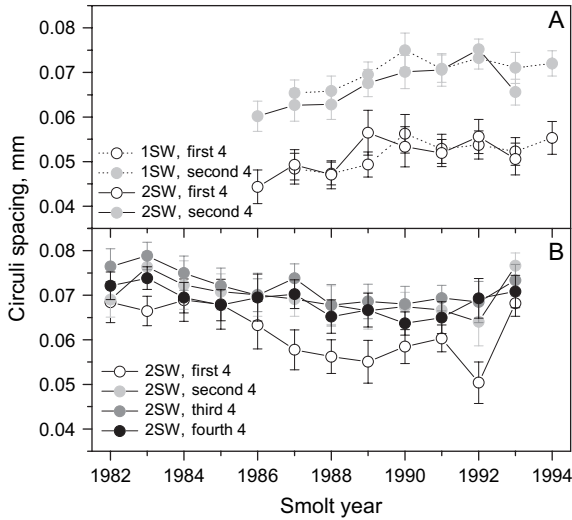 0.08
A
0.07
0.06
1SW, first 4
1SW, second 4
0.05
2SW, first 4
2SW, second 4
0.04
Circuli spacing, mm
0.08
B
0.07
0.06
2SW, first 4
2SW, second 4
0.05
2SW, third 4
2SW, fourth 4
0.04
1982 1984 1986 1988 1990 1992 1994
Smolt year